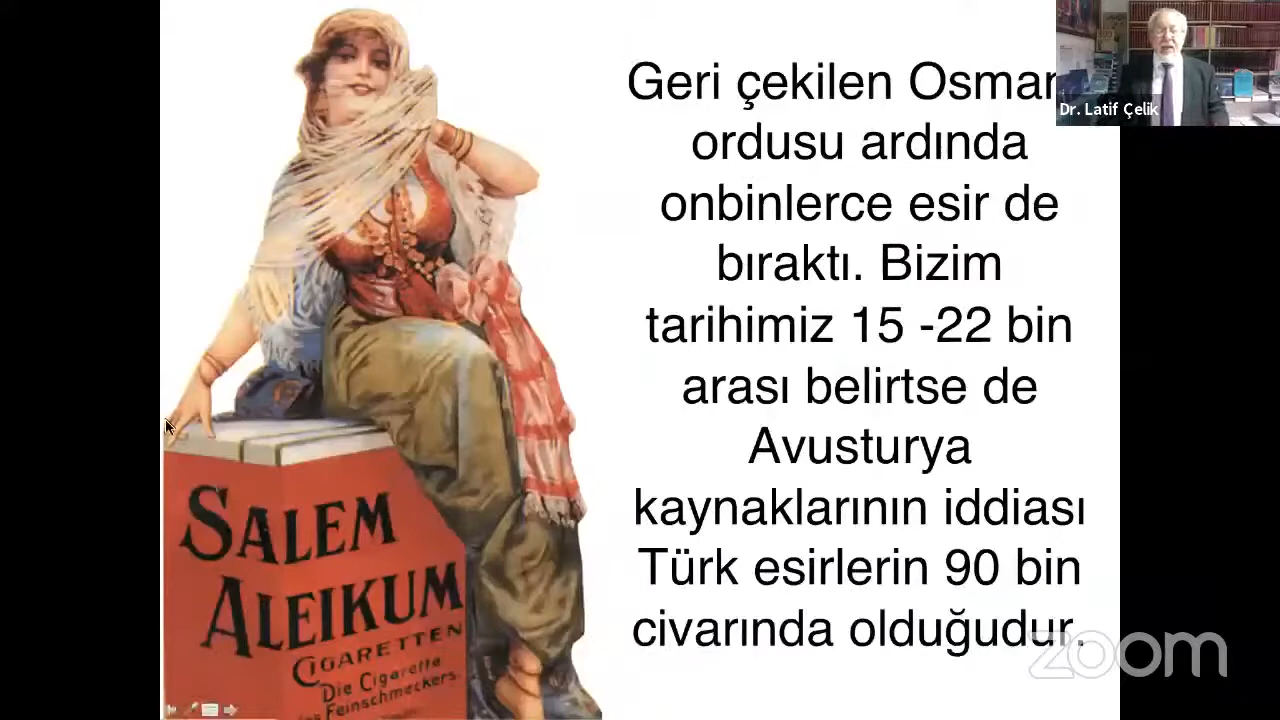 Geri çekilen Osman
ordusu ardında
onbinlerce esir de
bıraktı. Bizim
tarihimiz 15 -22 bin
arası belirtse de
Avusturya
kaynaklarının iddiası
Türk esirlerin 90 bin
civarında olduğudur.
Dr. Latif Çelik
SALEM
ALEIKUM
CIGARETTEN
Die Cigarette
Feinschmeckers.
zoom